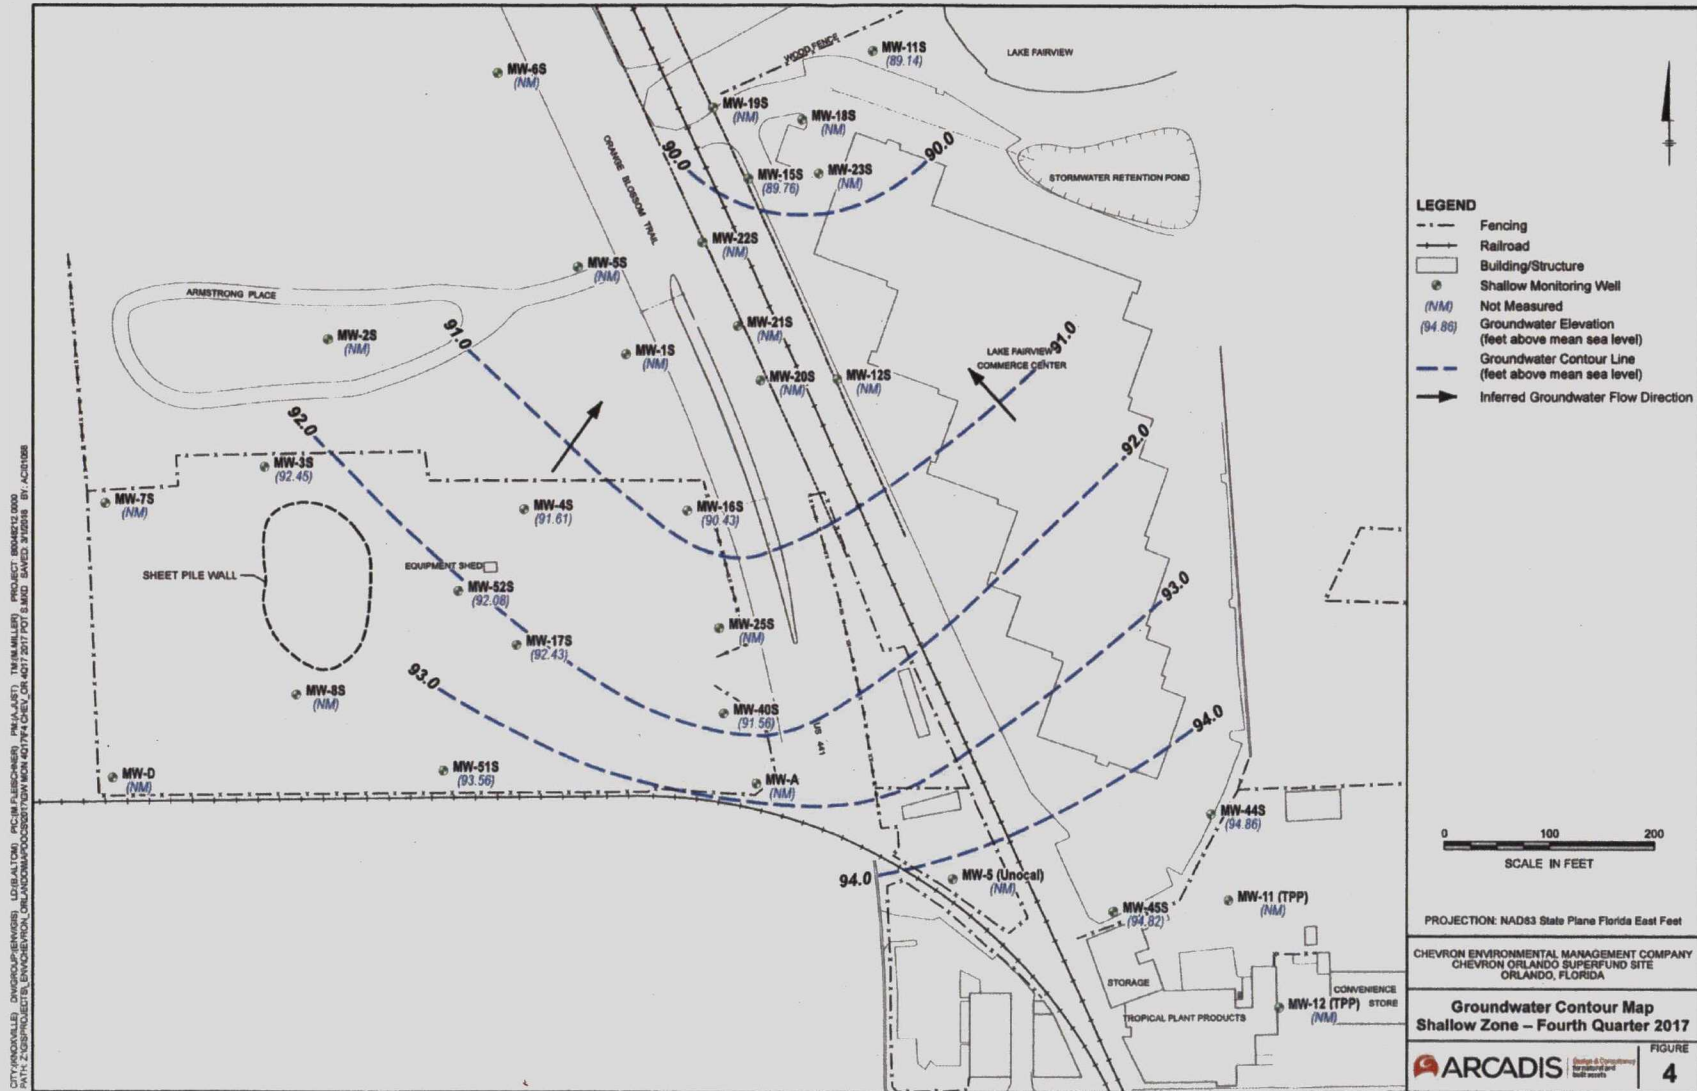 WOOD FENCE
MW-11S
(89.14)
LAKE FAIRVIEW
MW-6S
(NM)
MW-19S
(NM)
MW-18S
(NM)
90.0
90.0
MW-15S
(89.76)
MW-23S
(NM)
STORMWATER RETENTION POND
ORANGE BLOSSOM TRAIL
MW-22S
(NM)
MW-5S
(NM)
ARMSTRONG PLACE
MW-2S
(NM)
91.0
MW-21S
(NM)
MW-1S
(NM)
91.0
LAKE FAIRVIEW
COMMERCE CENTER
MW-20S
(NM)
MW-12S
(NM)
92.0
92.0
MW-3S
(92.45)
MW-7S
(NM)
MW-4S
(91.61)
MW-16S
(90.43)
SHEET PILE WALL
EQUIPMENT SHED
MW-52S
(92.08)
93.0
MW-17S
(92.43)
MW-25S
(NM)
93.0
MW-8S
(NM)
MW-40S
(91.56)
US 441
94.0
MW-D
(NM)
MW-51S
(93.56)
MW-A
(NM)
MW-44S
(94.86)
94.0
MW-5 (Unocal)
(NM)
MW-45S
(94.82)
MW-11 (TPP)
(NM)
STORAGE
TROPICAL PLANT PRODUCTS
MW-12 (TPP)
(NM)
CONVENIENCE
STORE
LEGEND
Fencing
Railroad
Building/Structure
Shallow Monitoring Well
(NM) Not Measured
(94.86) Groundwater Elevation
(feet above mean sea level)
Groundwater Contour Line
(feet above mean sea level)
Inferred Groundwater Flow Direction
0 100 200
SCALE IN FEET
PROJECTION: NAD83 State Plane Florida East Feet
CHEVRON ENVIRONMENTAL MANAGEMENT COMPANY
CHEVRON ORLANDO SUPERFUND SITE
ORLANDO, FLORIDA
Groundwater Contour Map
Shallow Zone – Fourth Quarter 2017
ARCADIS
Design & Consultancy
for natural and
built assets
FIGURE
4